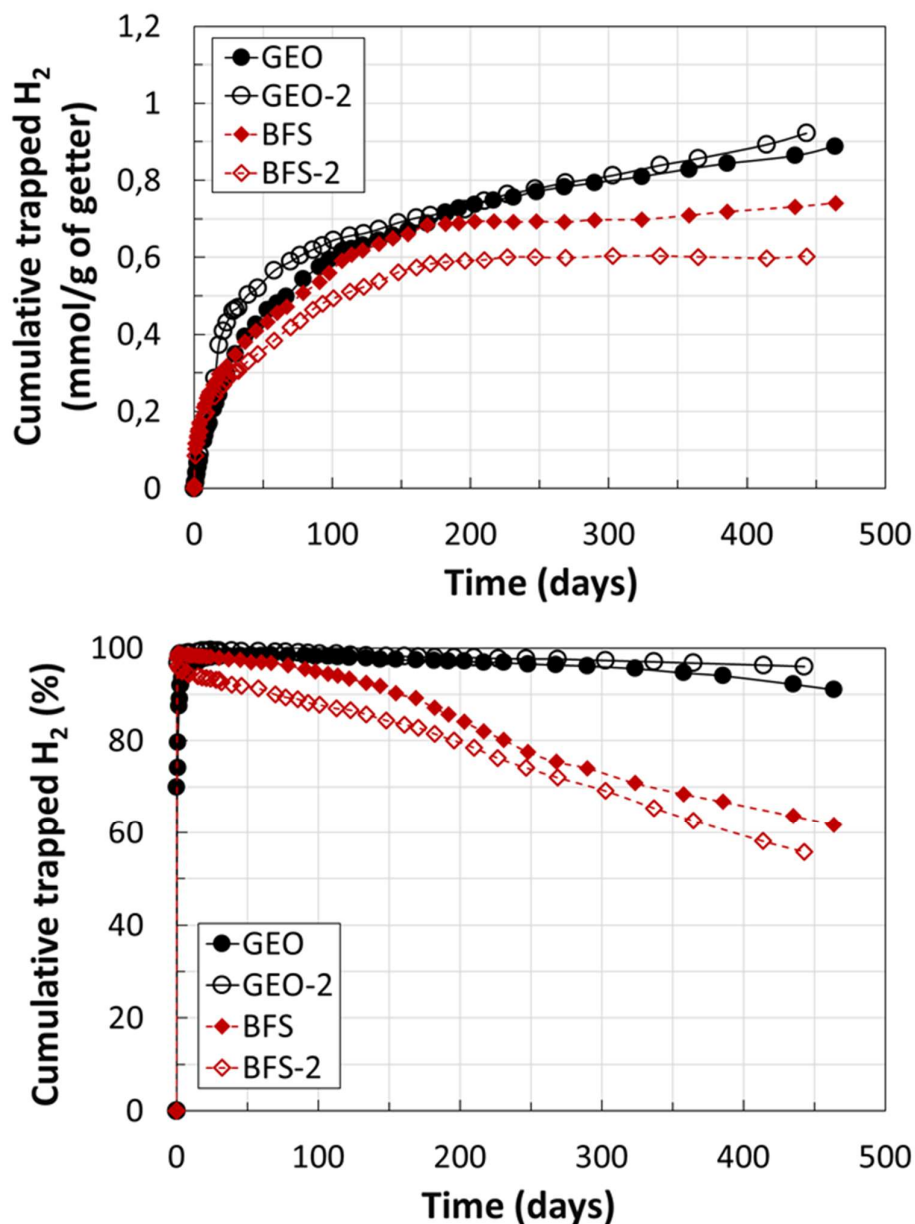 1,2
1
0,8
0,6
0,4
0,2
0
Cumulative trapped H₂
(mmol/g of getter)
GEO
GEO-2
BFS
BFS-2
0 100 200 300 400 500
Time (days)
100
80
60
40
20
0
Cumulative trapped H₂ (%)
GEO
GEO-2
BFS
BFS-2
0 100 200 300 400 500
Time (days)